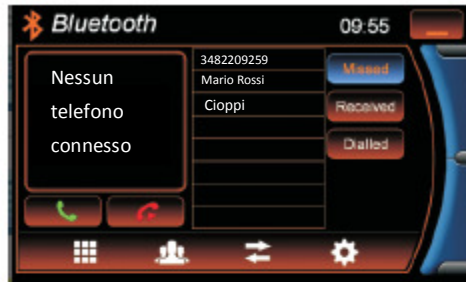 Bluetooth
09:55
Nessun
telefono
connesso
3482209259
Mario Rossi
Cioppi
Missed
Received
Dialled